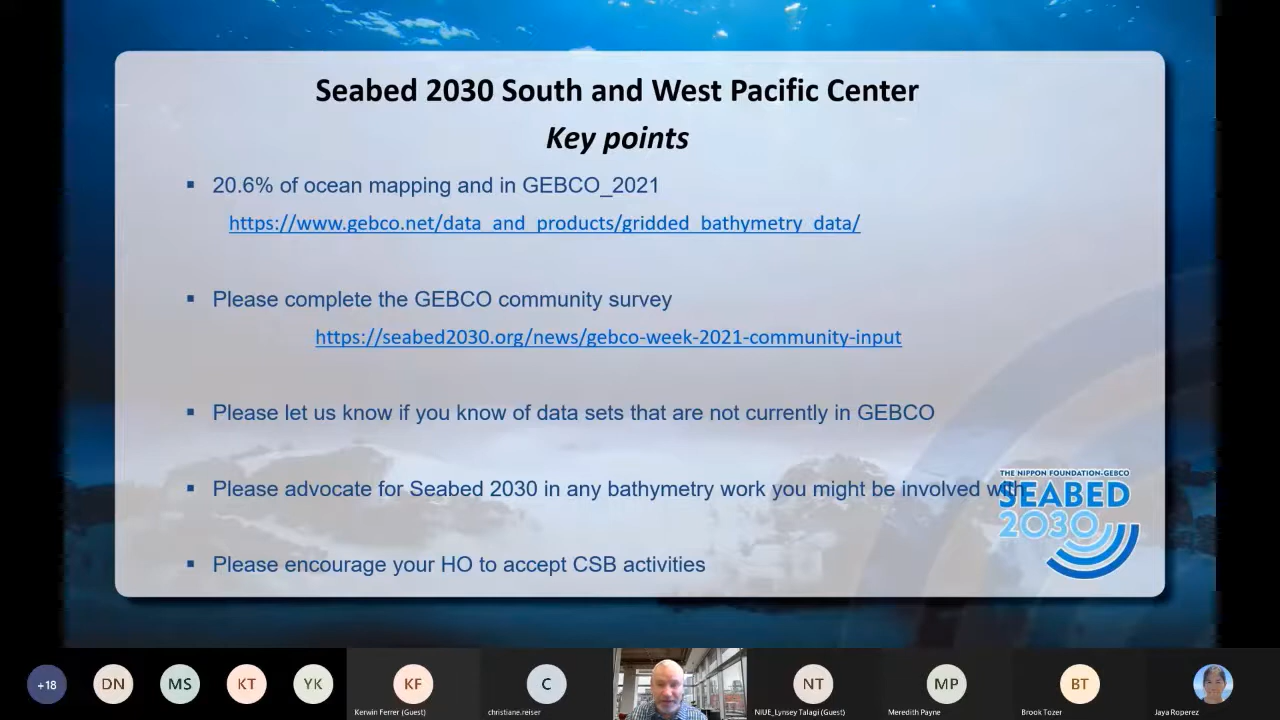 Seabed 2030 South and West Pacific Center
Key points
▪ 20.6% of ocean mapping and in GEBCO_2021
https://www.gebco.net/data_and_products/gridded_bathymetry_data/
▪ Please complete the GEBCO community survey
https://seabed2030.org/news/gebco-week-2021-community-input
▪ Please let us know if you know of data sets that are not currently in GEBCO
▪ Please advocate for Seabed 2030 in any bathymetry work you might be involved with
▪ Please encourage your HO to accept CSB activities
THE NIPPON FOUNDATION-GEBCO
SEABED
2030
+18
DN
MS
KT
YK
KF
Kerwin Ferrer (Guest)
C
christiane.reiser
NT
NIUE_Lynsey Talagi (Guest)
MP
Meredith Payne
BT
Brook Tozer
Jaya Roperez